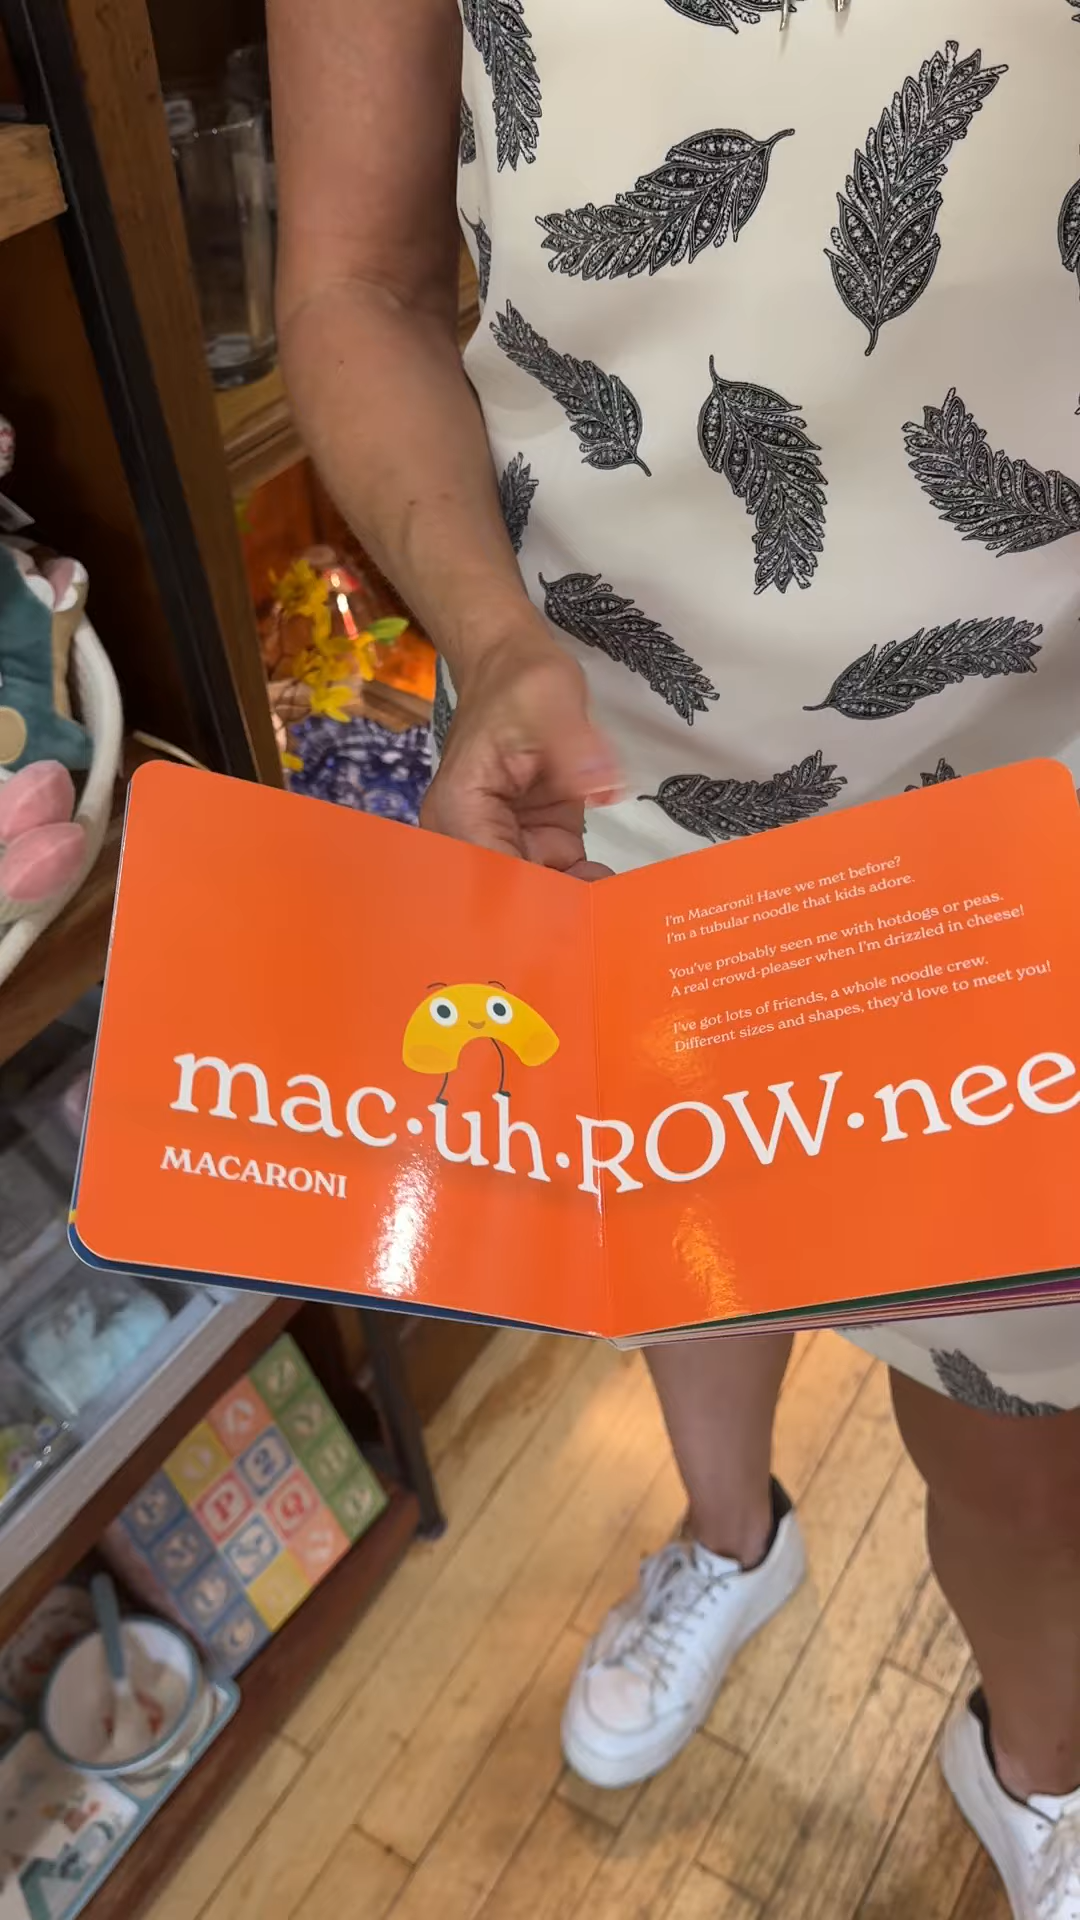 I'm Macaroni! Have we met before?
I'm a tubular noodle that kids adore.
You've probably seen me with hotdogs or peas.
A real crowd-pleaser when I'm drizzled in cheese!
I've got lots of friends, a whole noodle crew.
Different sizes and shapes, they'd love to meet you!
mac·uh·ROW·nee
MACARONI
P